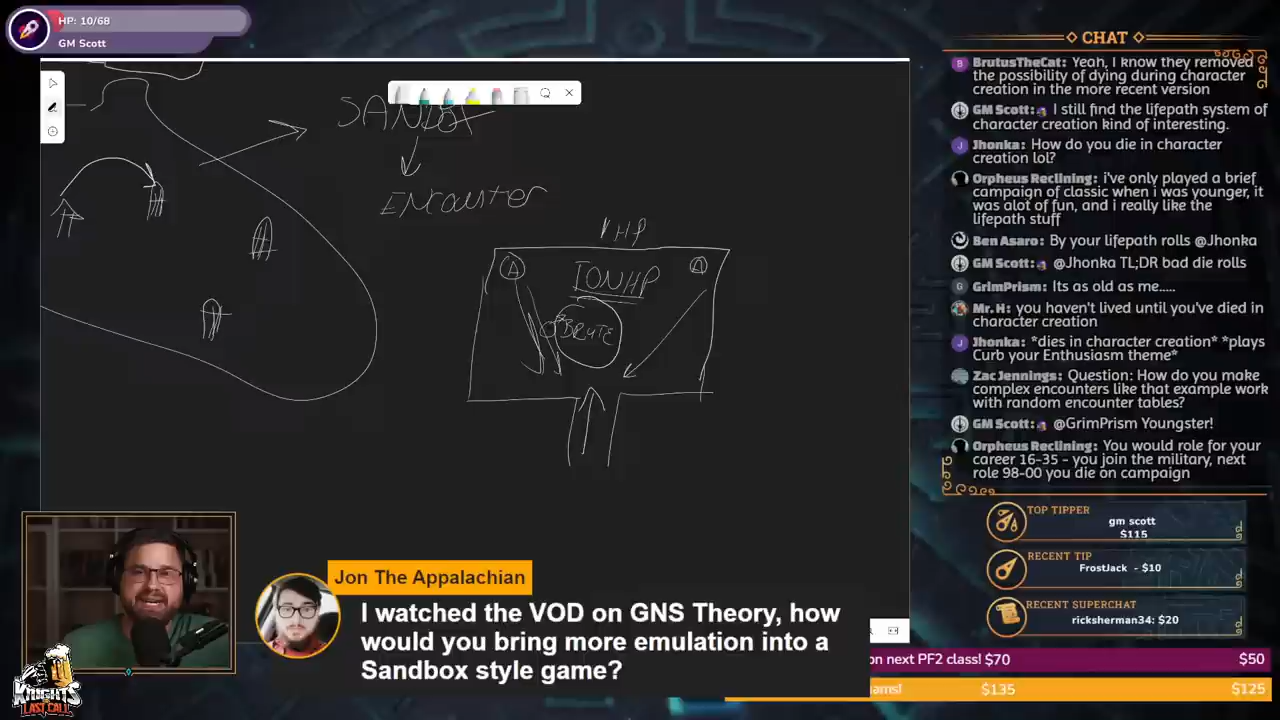 HP: 10/68
GM Scott
SANDBOX
ENCOUNTER
A
A
BRUTE
CHAT
BrutusTheCat: Yeah, I know they removed
the possibility of dying during character
creation in the more recent version
GM Scott: I still find the lifepath system of
character creation kind of interesting.
Jhonka: How do you die in character
creation lol?
Orpheus Reclining: i've only played a brief
campaign of classic when i was younger, it
was alot of fun, and i really like the
lifepath stuff
Ben Asaro: By your lifepath rolls @Jhonka
GM Scott: @Jhonka TL;DR bad die rolls
GrimPrism: Its as old as me.....
Mr. H: you haven't lived until you've died in
character creation
Jhonka: *dies in character creation* *plays
Curb your Enthusiasm theme*
Zac Jennings: Question: How do you make
complex encounters like that example work
with random encounter tables?
GM Scott: @GrimPrism Youngster!
Orpheus Reclining: You would role for your
career 16-35 - you join the military, next
role 98-00 you die on campaign
TOP TIPPER
gm scott
$115
RECENT TIP
FrostJack - $10
RECENT SUPERCHAT
ricksherman34: $20
Jon The Appalachian
I watched the VOD on GNS Theory, how
would you bring more emulation into a
Sandbox style game?
on next PF2 class! $70 $50
$135 $125
KNIGHTS
LAST CALL